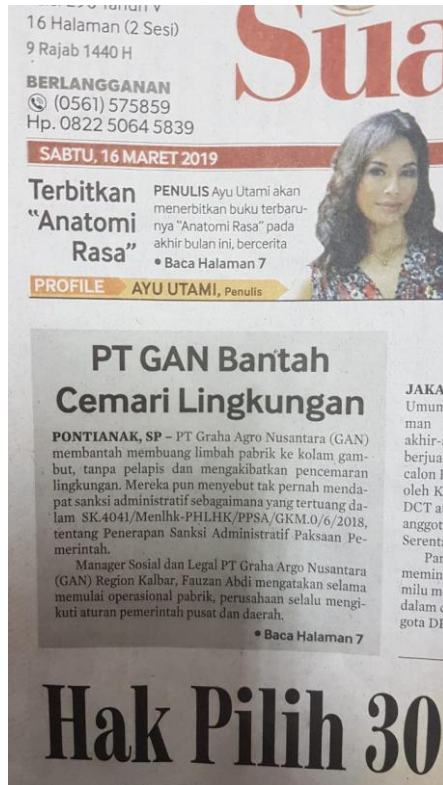 16 Halaman (2 Sesi)
9 Rajab 1440 H
BERLANGGANAN
(0561) 575859
Hp. 0822 5064 5839
Sua
SABTU, 16 MARET 2019
Terbitkan
"Anatomi
Rasa"
PENULIS Ayu Utami akan
menerbitkan buku terbaru-
nya "Anatomi Rasa" pada
akhir bulan ini, bercerita
• Baca Halaman 7
PROFILE AYU UTAMI, Penulis
PT GAN Bantah
Cemari Lingkungan
PONTIANAK, SP – PT Graha Agro Nusantara (GAN)
membantah membuang limbah pabrik ke kolam gam-
but, tanpa pelapis dan mengakibatkan pencemaran
lingkungan. Mereka pun menyebut tak pernah menda-
pat sanksi administratif sebagaimana yang tertuang da-
lam SK.4041/Menlhk-PHLHK/PPSA/GKM.0/6/2018,
tentang Penerapan Sanksi Administratif Paksaan Pe-
merintah.
Manager Sosial dan Legal PT Graha Argo Nusantara
(GAN) Region Kalbar, Fauzan Abdi mengatakan selama
memulai operasional pabrik, perusahaan selalu mengi-
kuti aturan pemerintah pusat dan daerah.
• Baca Halaman 7
JAKA
Umum
man
akhir-
berjua
calon
oleh K
DCT a
anggot
Serenta
Par
memin
milu m
dalam
gota DP
Hak Pilih 30